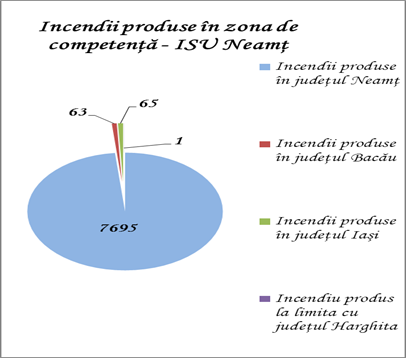 Incendii produse în zona de
competență - ISU Neamț
63
65
1
7695
Incendii produse
în județul Neamț
Incendii produse
în județul Bacău
Incendii produse
în județul Iași
Incendiu produs
la limita cu
județul Harghita